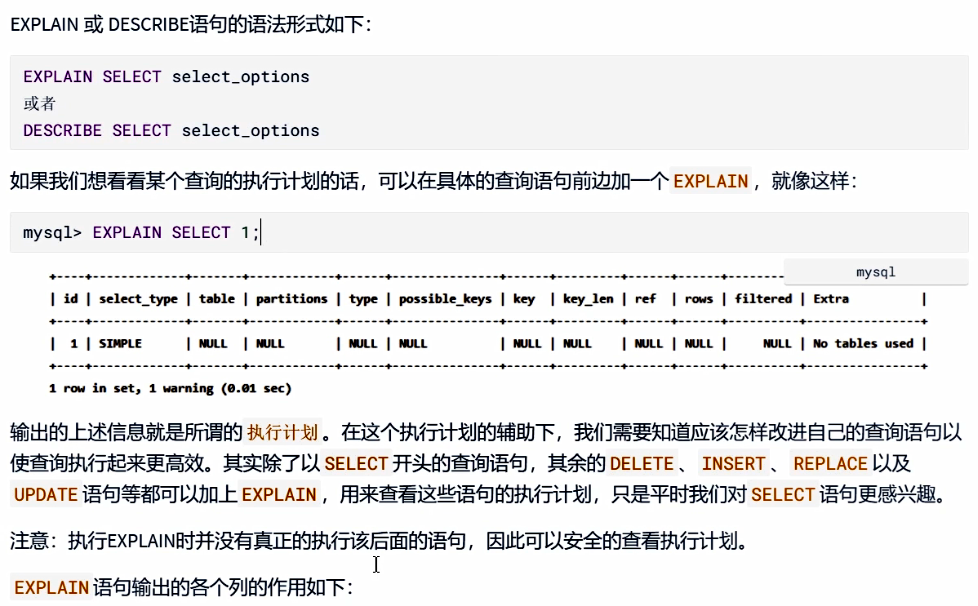 EXPLAIN 或 DESCRIBE语句的语法形式如下：
EXPLAIN SELECT select_options
或者
DESCRIBE SELECT select_options
如果我们想看看某个查询的执行计划的话，可以在具体的查询语句前边加一个 EXPLAIN ，就像这样：
mysql> EXPLAIN SELECT 1;
mysql
+----+-------------+-------+------------+------+---------------+------+---------+------+------+----------
| id | select_type | table | partitions | type | possible_keys | key | key_len | ref | rows | filtered | Extra |
+----+-------------+-------+------------+------+---------------+------+---------+------+------+----------+----------------+
| 1 | SIMPLE | NULL | NULL | NULL | NULL | NULL | NULL | NULL | NULL | NULL | No tables used |
+----+-------------+-------+------------+------+---------------+------+---------+------+------+----------+----------------+
1 row in set, 1 warning (0.01 sec)
输出的上述信息就是所谓的 执行计划 。在这个执行计划的辅助下，我们需要知道应该怎样改进自己的查询语句以
使查询执行起来更高效。其实除了以 SELECT 开头的查询语句，其余的 DELETE 、 INSERT 、 REPLACE 以及
UPDATE 语句等都可以加上 EXPLAIN ，用来查看这些语句的执行计划，只是平时我们对 SELECT 语句更感兴趣。
注意：执行EXPLAIN时并没有真正的执行该后面的语句，因此可以安全的查看执行计划。
EXPLAIN 语句输出的各个列的作用如下：